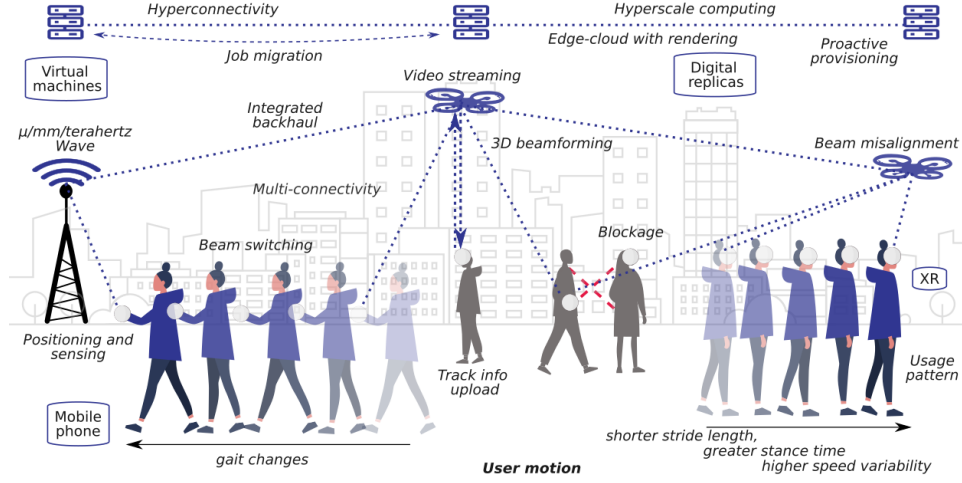 Hyperconnectivity
Hyperscale computing
Edge-cloud with rendering
Proactive
provisioning
Job migration
Virtual
machines
Video streaming
Digital
replicas
Integrated
backhaul
μ/mm/terahertz
Wave
3D beamforming
Beam misalignment
Multi-connectivity
Beam switching
Blockage
XR
Positioning and
sensing
Track info
upload
Usage
pattern
Mobile
phone
gait changes
shorter stride length,
greater stance time
higher speed variability
User motion